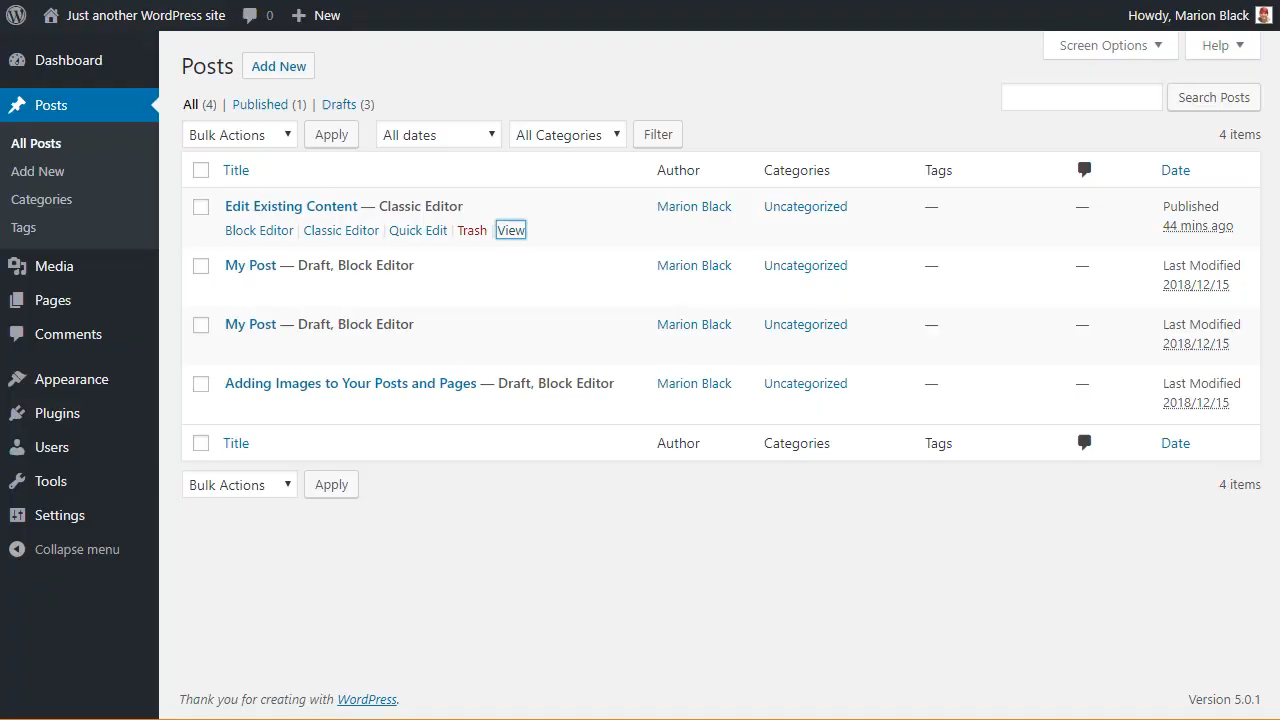 Just another WordPress site 0 New Howdy, Marion Black
Screen Options Help
Dashboard
Posts
All Posts
Add New
Categories
Tags
Media
Pages
Comments
Appearance
Plugins
Users
Tools
Settings
Collapse menu
Posts Add New
All (4) | Published (1) | Drafts (3)
Search Posts
Bulk Actions Apply All dates All Categories Filter 4 items
Title Author Categories Tags Date
Edit Existing Content — Classic Editor Marion Black Uncategorized — — Published
Block Editor | Classic Editor | Quick Edit | Trash | View 44 mins ago
My Post — Draft, Block Editor Marion Black Uncategorized — — Last Modified
2018/12/15
My Post — Draft, Block Editor Marion Black Uncategorized — — Last Modified
2018/12/15
Adding Images to Your Posts and Pages — Draft, Block Editor Marion Black Uncategorized — — Last Modified
2018/12/15
Title Author Categories Tags Date
Bulk Actions Apply 4 items
Thank you for creating with WordPress. Version 5.0.1